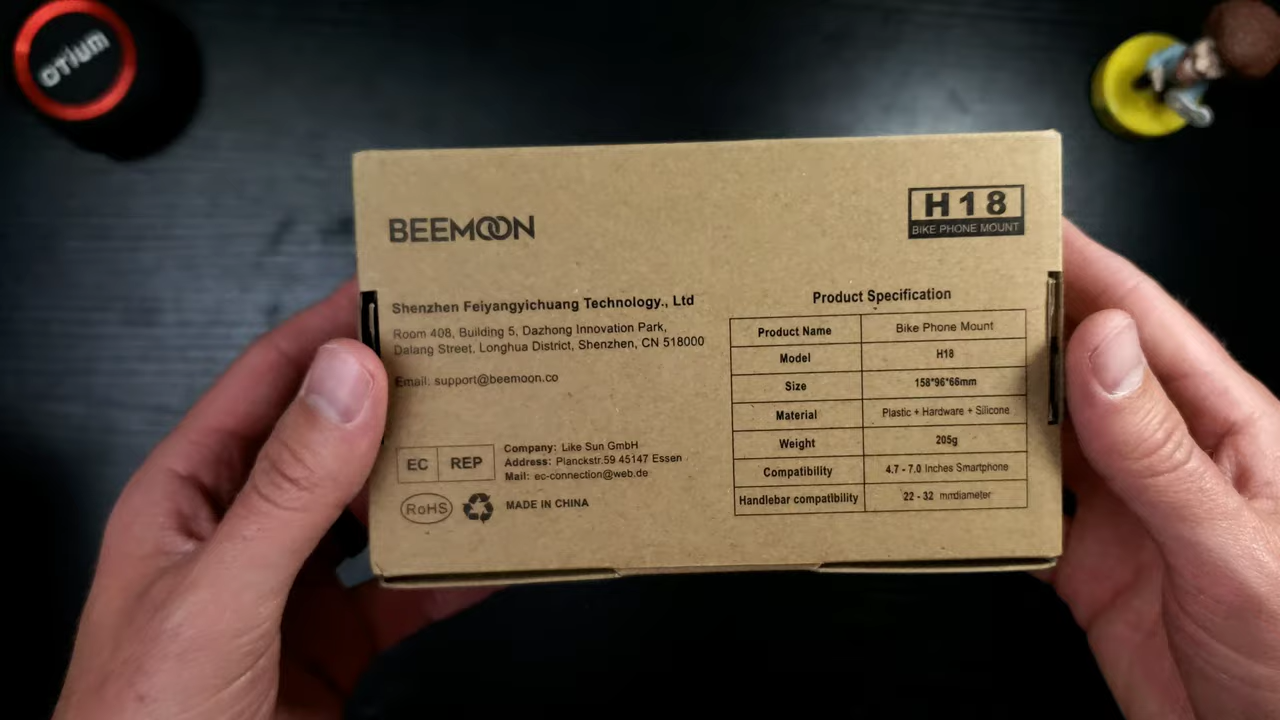 OTIUM
BEEMOON
H18
BIKE PHONE MOUNT
Shenzhen Feiyangyichuang Technology., Ltd
Room 408, Building 5, Dazhong Innovation Park,
Dalang Street, Longhua District, Shenzhen, CN 518000
Email: support@beemoon.co
EC REP
Company: Like Sun GmbH
Address: Planckstr.59 45147 Essen
Mail: ec-connection@web.de
RoHS
MADE IN CHINA
Product Specification
Product Name Bike Phone Mount
Model H18
Size 158*96*66mm
Material Plastic + Hardware + Silicone
Weight 205g
Compatibility 4.7 - 7.0 Inches Smartphone
Handlebar compatibility 22 - 32 mmdiameter